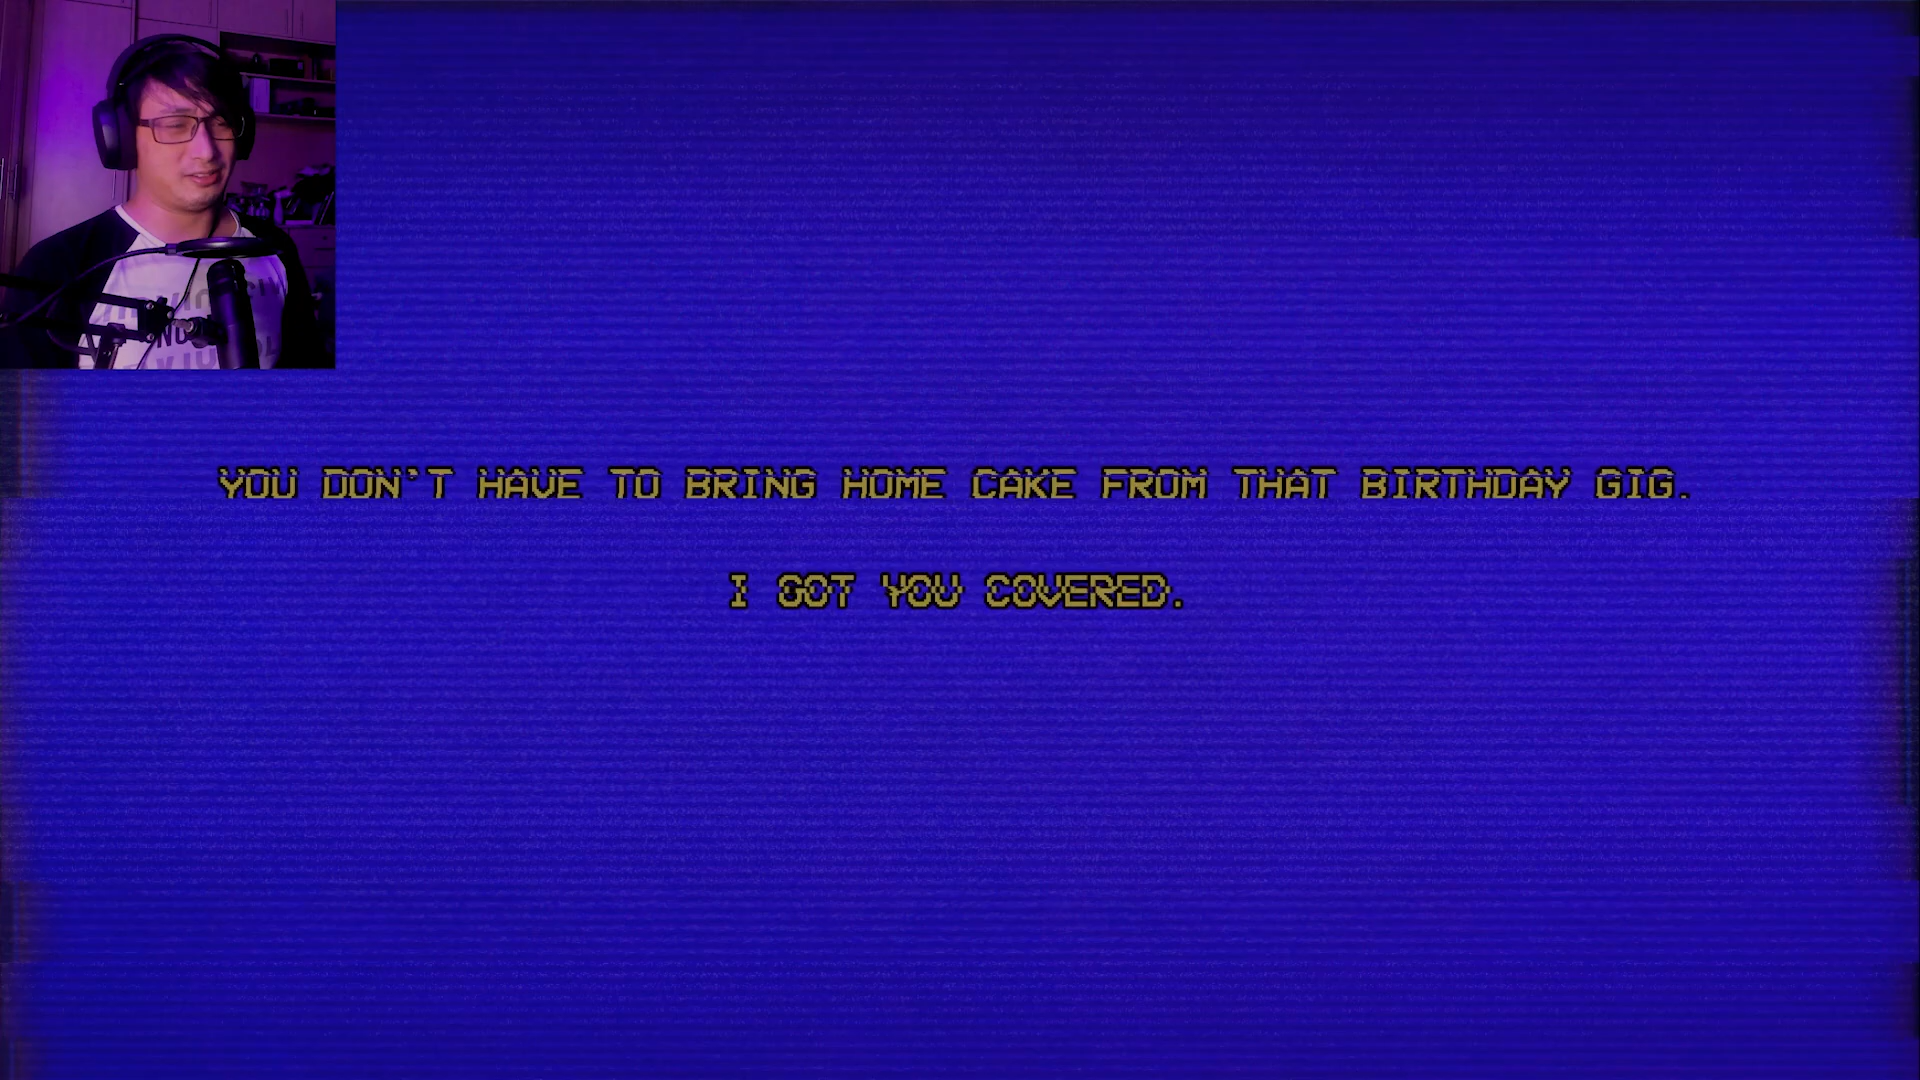 YOU DON'T HAVE TO BRING HOME CAKE FROM THAT BIRTHDAY GIG.
I GOT YOU COVERED.